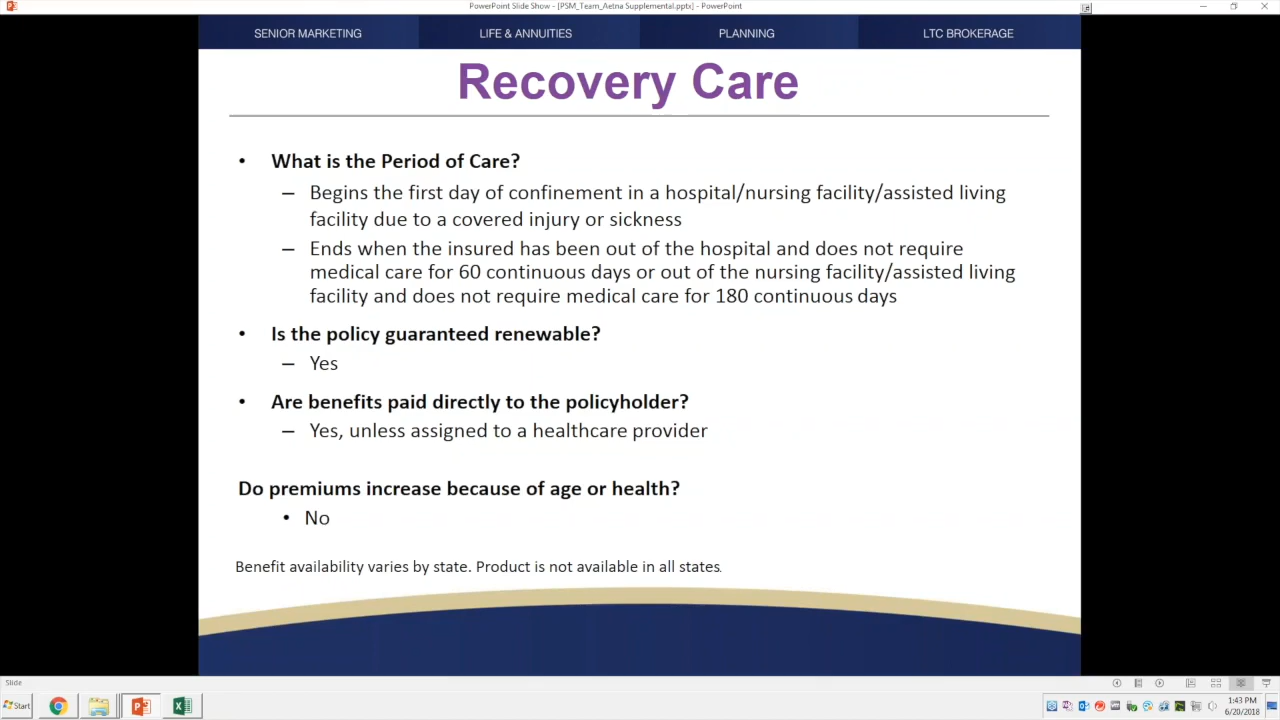 PowerPoint Slide Show - [PSM_Team_Aetna Supplemental.pptx] - PowerPoint
SENIOR MARKETING
LIFE & ANNUITIES
PLANNING
LTC BROKERAGE
Recovery Care
• What is the Period of Care?
– Begins the first day of confinement in a hospital/nursing facility/assisted living
facility due to a covered injury or sickness
– Ends when the insured has been out of the hospital and does not require
medical care for 60 continuous days or out of the nursing facility/assisted living
facility and does not require medical care for 180 continuous days
• Is the policy guaranteed renewable?
– Yes
• Are benefits paid directly to the policyholder?
– Yes, unless assigned to a healthcare provider
Do premiums increase because of age or health?
• No
Benefit availability varies by state. Product is not available in all states.
Slide
Start
1:43 PM
6/20/2018